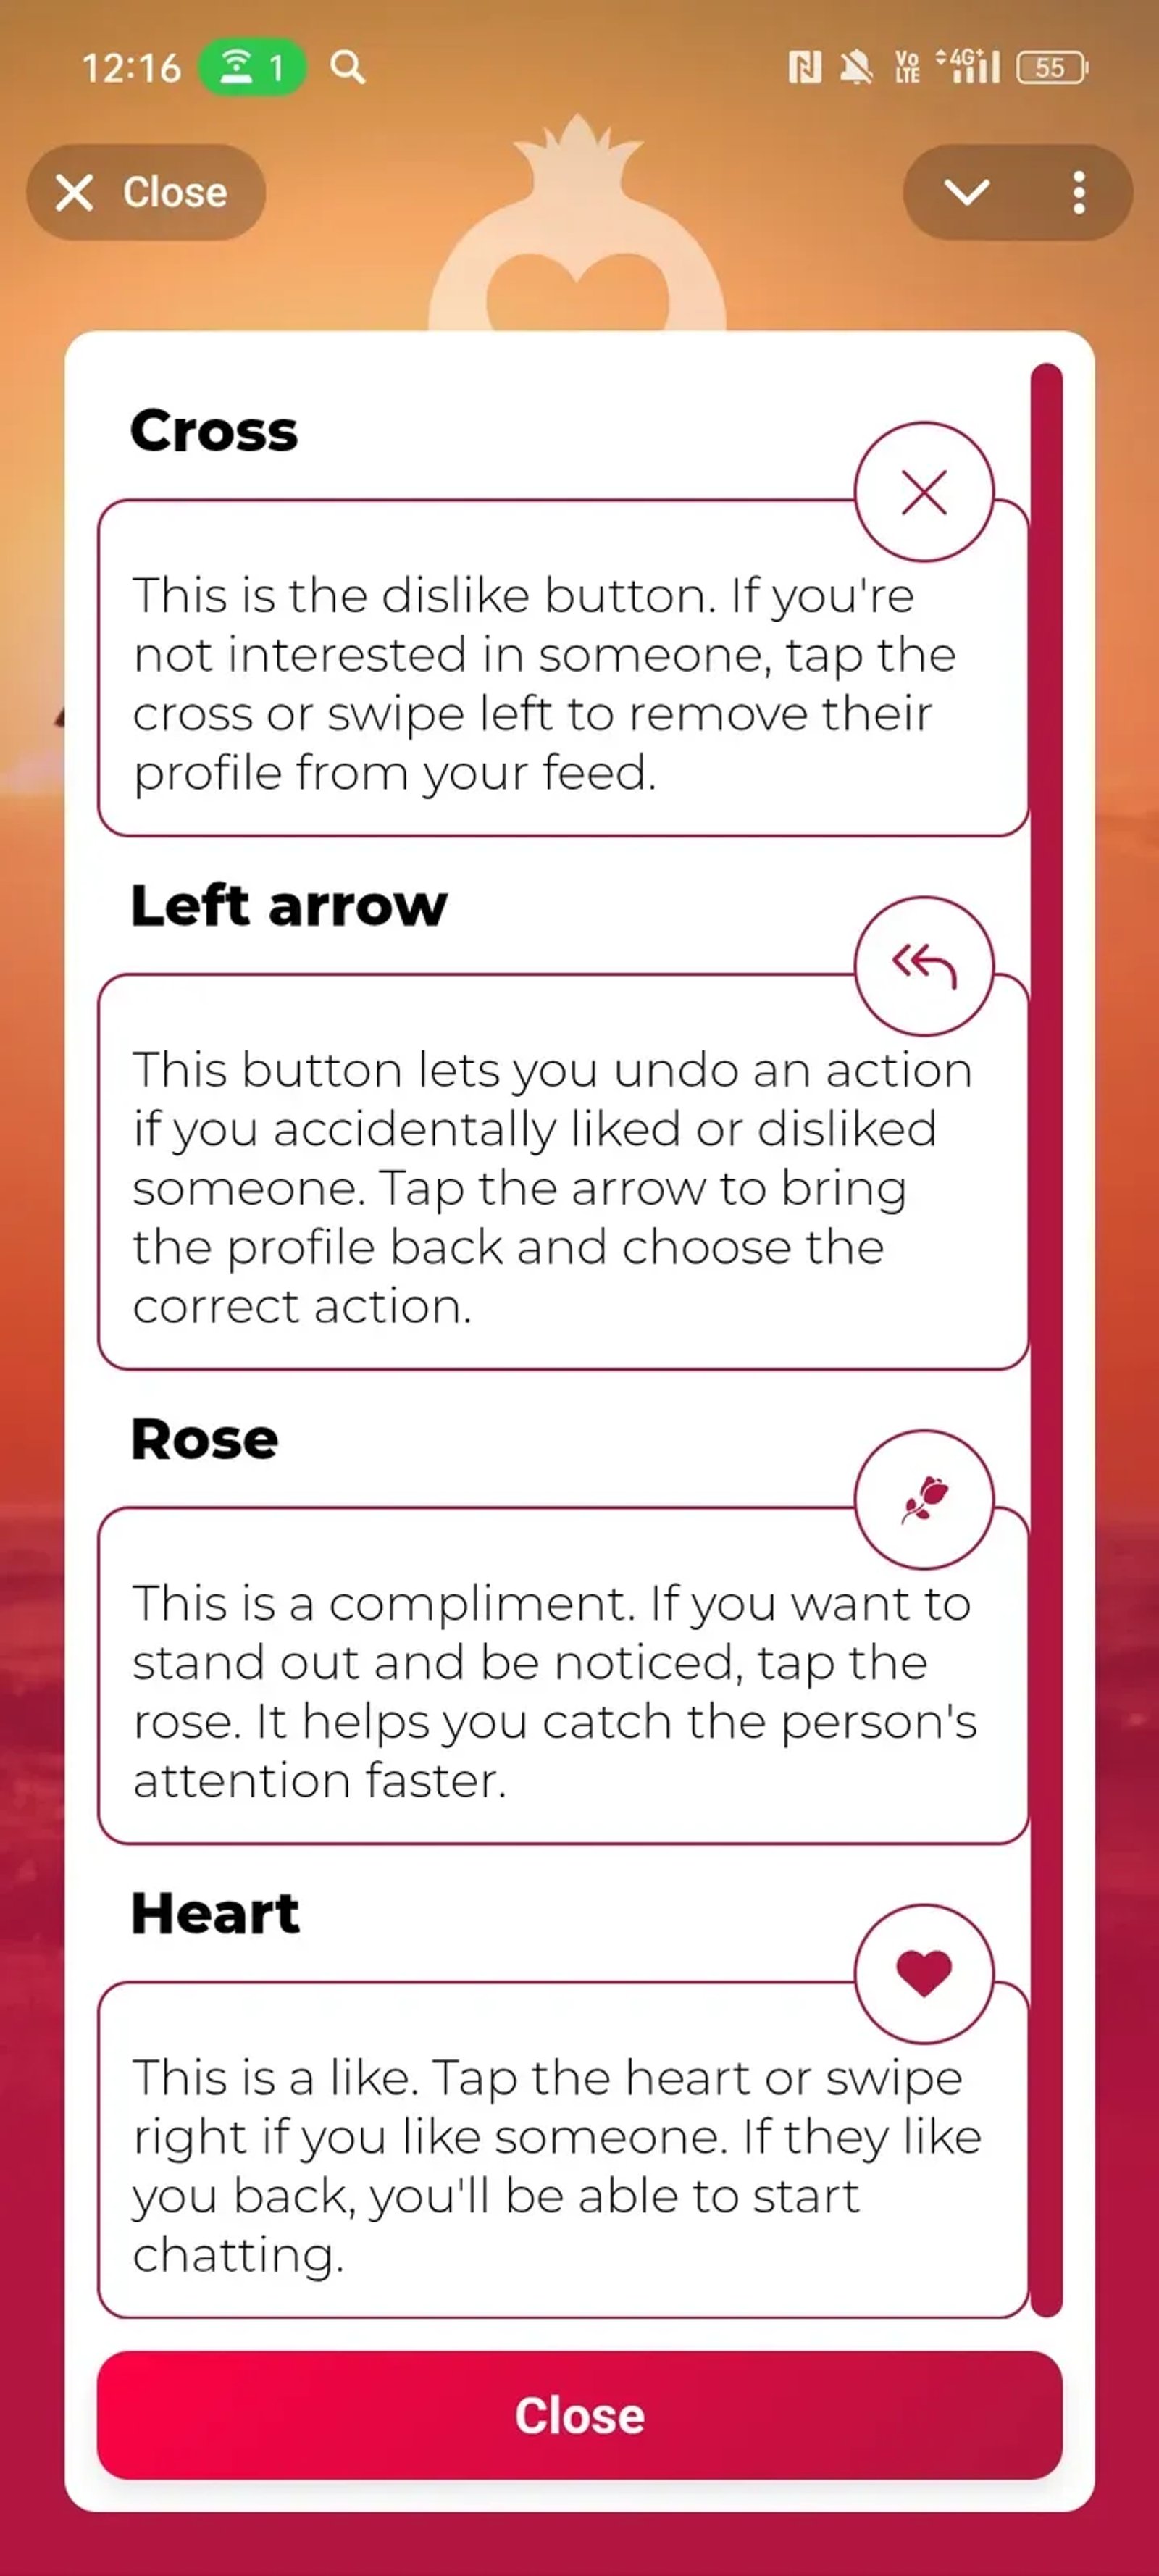 12:16 1 Vo LTE 4G+ 55
Close
Cross
This is the dislike button. If you're
not interested in someone, tap the
cross or swipe left to remove their
profile from your feed.
Left arrow
This button lets you undo an action
if you accidentally liked or disliked
someone. Tap the arrow to bring
the profile back and choose the
correct action.
Rose
This is a compliment. If you want to
stand out and be noticed, tap the
rose. It helps you catch the person's
attention faster.
Heart
This is a like. Tap the heart or swipe
right if you like someone. If they like
you back, you'll be able to start
chatting.
Close